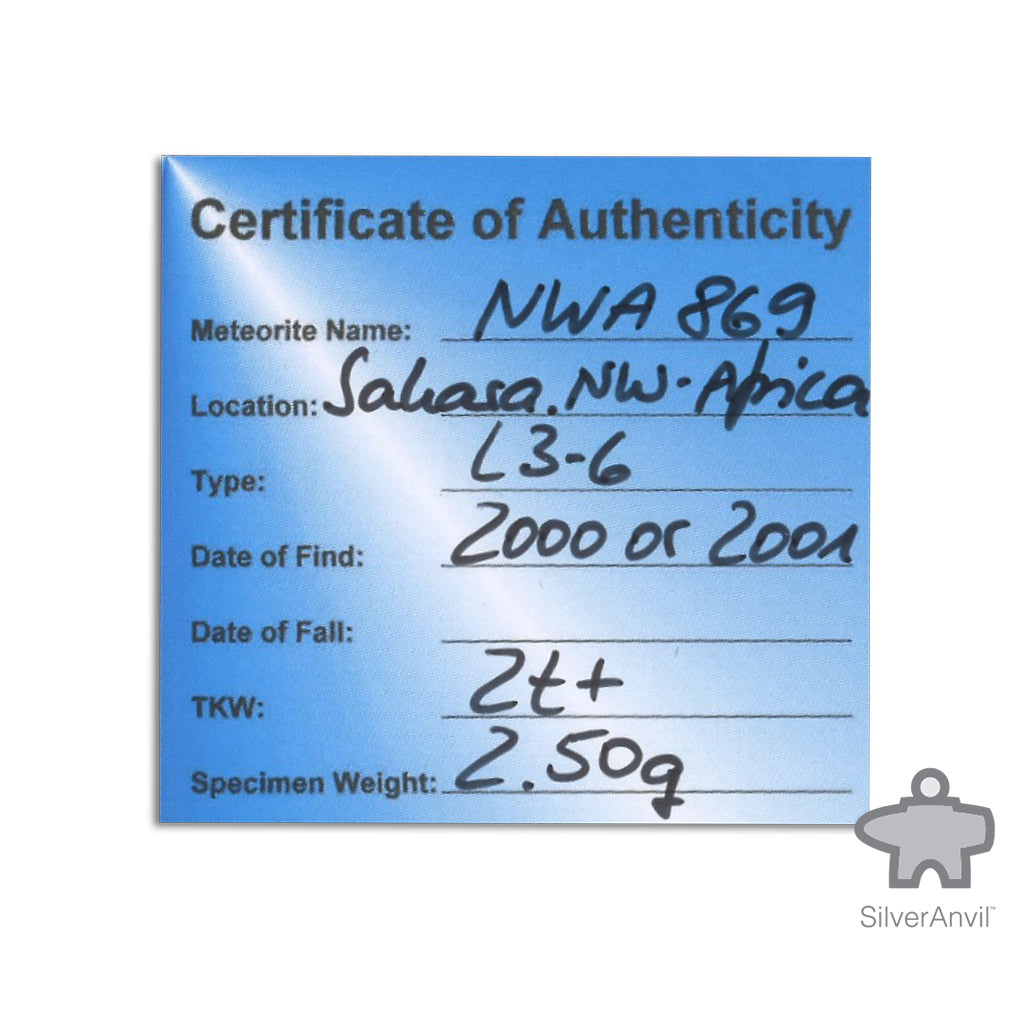 Certificate of Authenticity
Meteorite Name: NWA 869
Location: Sahara. NW-Africa
Type: L3-6
Date of Find: 2000 or 2001
Date of Fall:
TKW: 2t+
Specimen Weight: 2.50g
SilverAnvil™